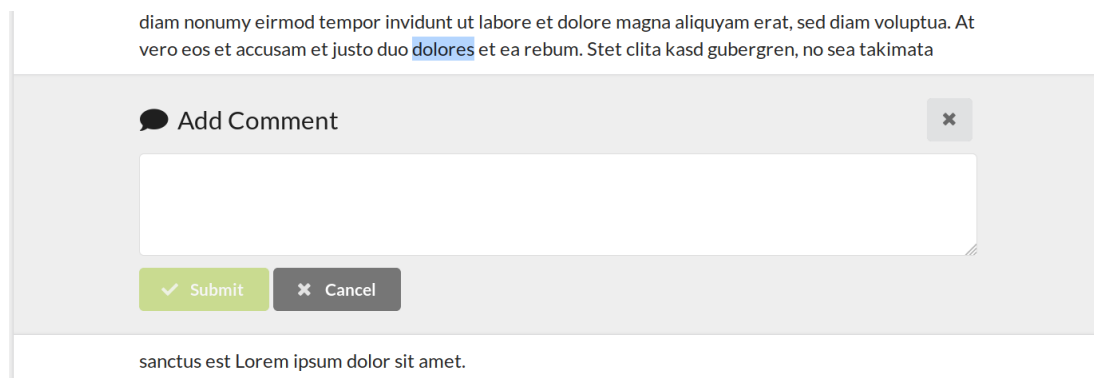 diam nonumy eirmod tempor invidunt ut labore et dolore magna aliquyam erat, sed diam voluptua. At
vero eos et accusam et justo duo dolores et ea rebum. Stet clita kasd gubergren, no sea takimata
Add Comment
Submit
Cancel
sanctus est Lorem ipsum dolor sit amet.